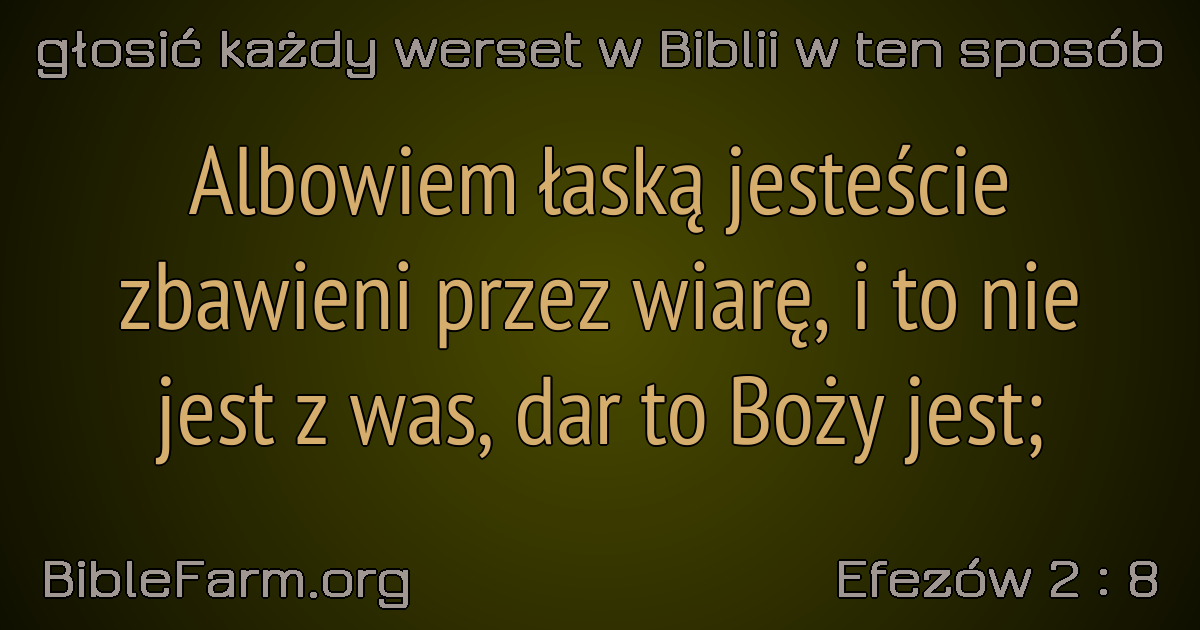 głosić każdy werset w Biblii w ten sposób
Albowiem łaską jesteście
zbawieni przez wiarę, i to nie
jest z was, dar to Boży jest;
BibleFarm.org
Efezów 2 : 8